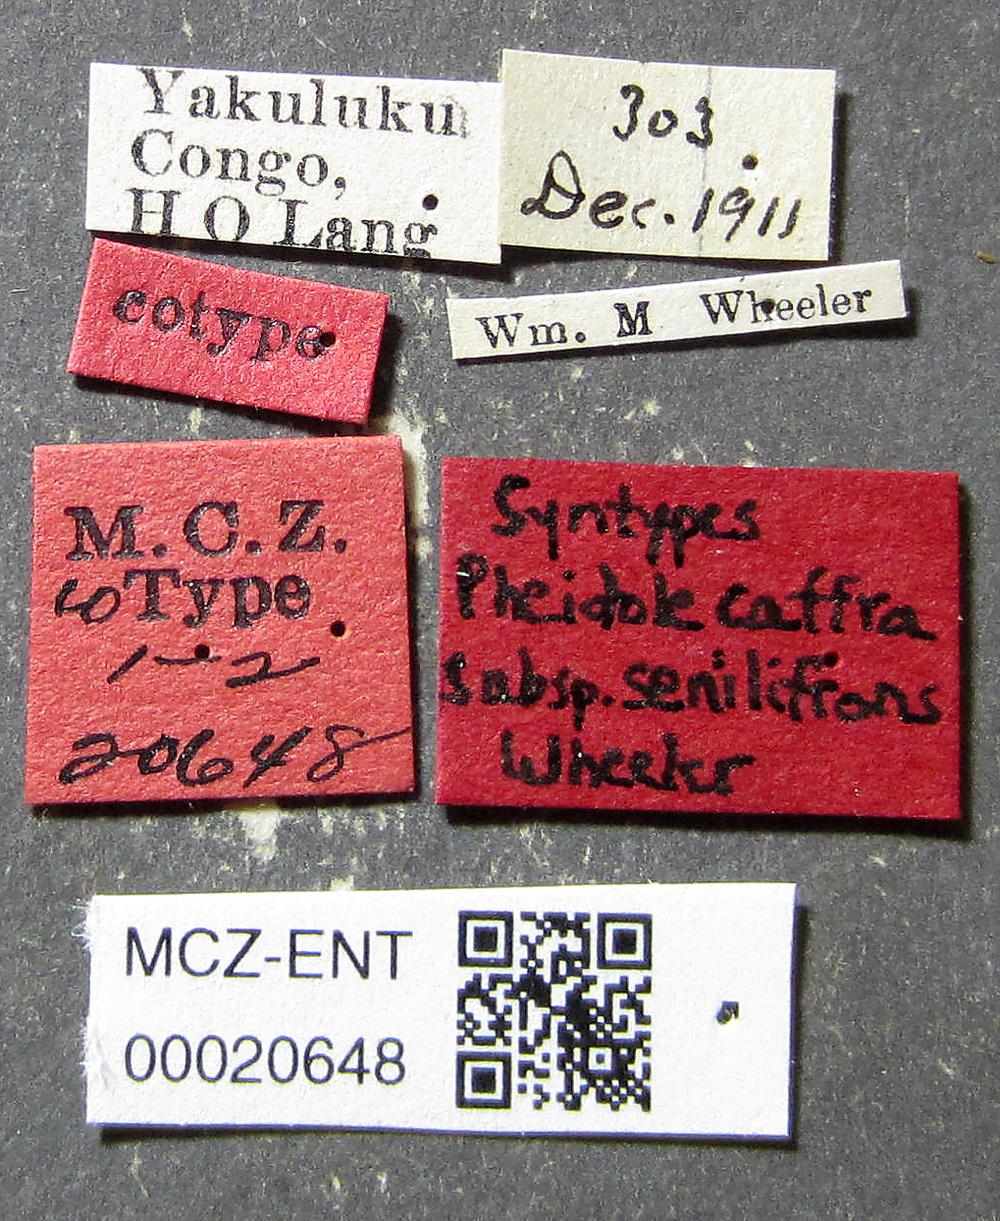 Yakuluku
Congo,
H O Lang
303
Dec. 1911
cotype
Wm. M Wheeler
M.C.Z.
CoType
1-2
20648
Syntypes
Pheidole caffra
subsp. senilifrons
Wheeler
MCZ-ENT
00020648